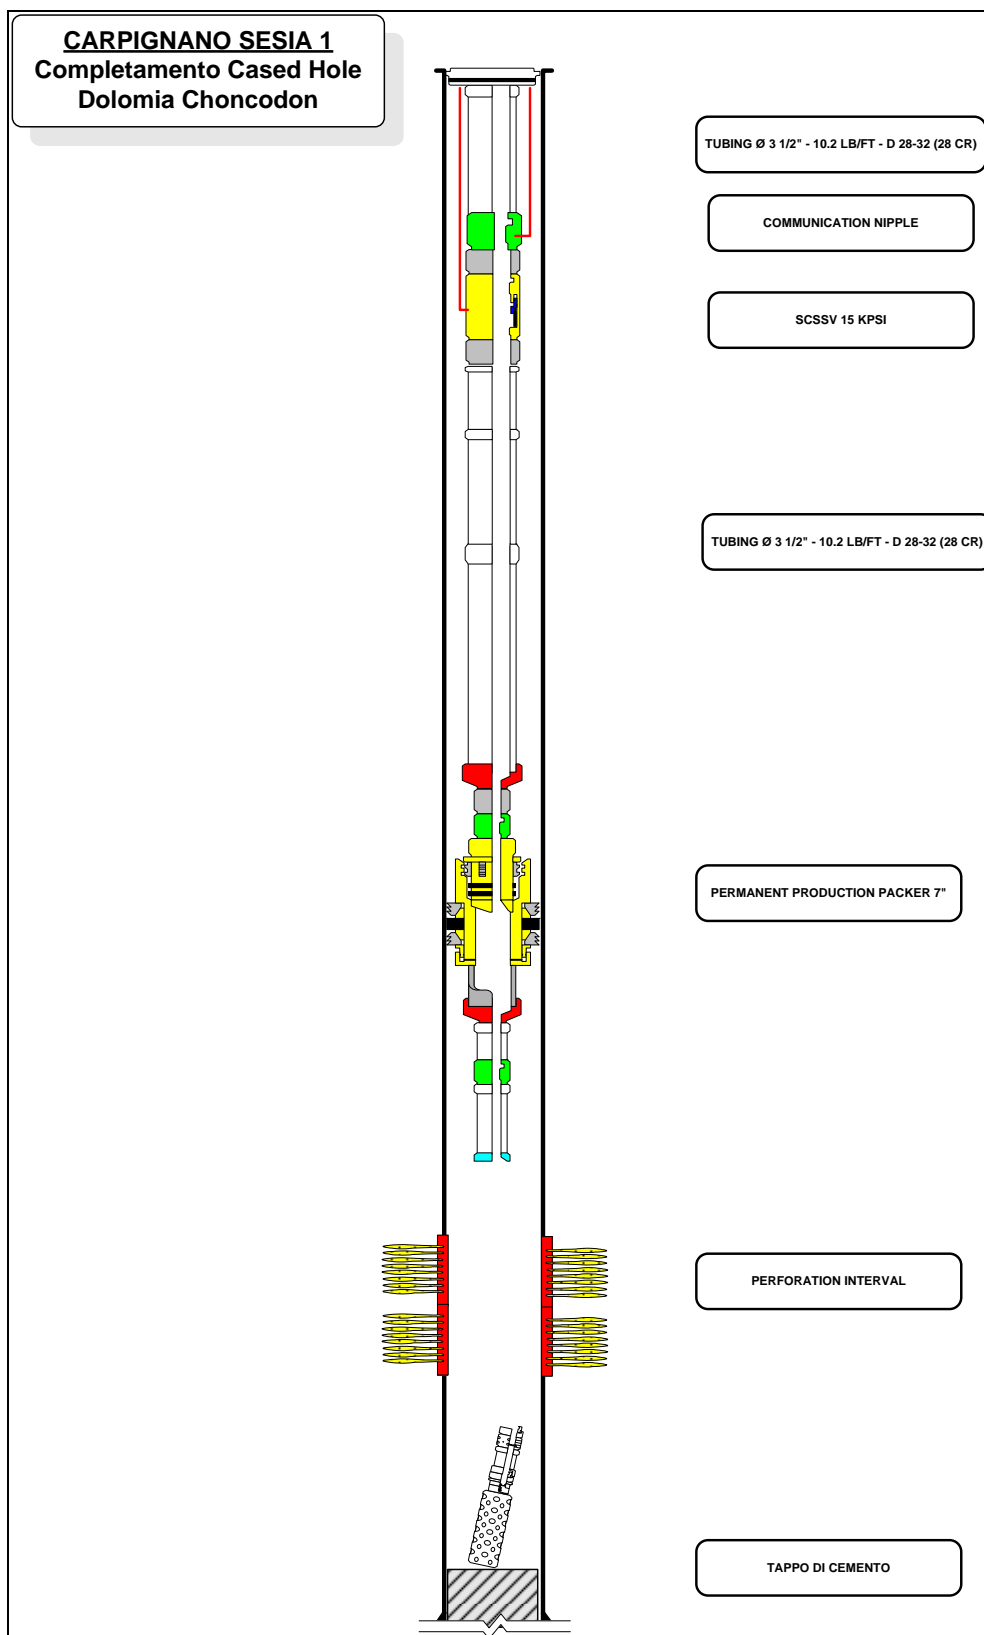 CARPIGNANO SESIA 1
Completamento Cased Hole
Dolomia Choncodon
TUBING Ø 3 1/2" - 10.2 LB/FT - D 28-32 (28 CR)
COMMUNICATION NIPPLE
SCSSV 15 KPSI
TUBING Ø 3 1/2" - 10.2 LB/FT - D 28-32 (28 CR)
PERMANENT PRODUCTION PACKER 7"
PERFORATION INTERVAL
TAPPO DI CEMENTO